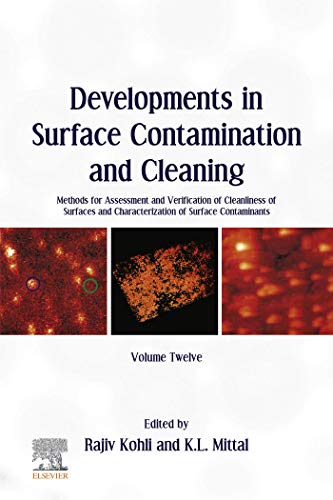 Developments in
Surface Contamination
and Cleaning
Methods for Assessment and Verification of Cleanliness of
Surfaces and Characterization of Surface Contaminants
Volume Twelve
Edited by
Rajiv Kohli and K.L. Mittal
ELSEVIER